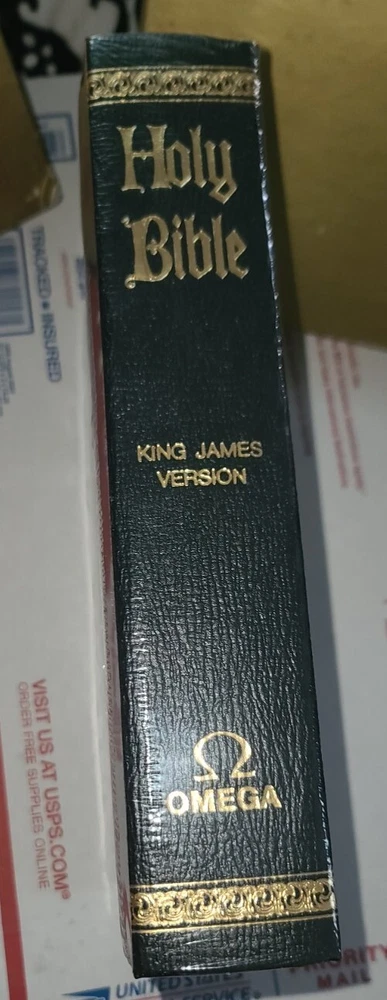 Holy
Bible
KING JAMES
VERSION
Ω
OMEGA
TRACKED ★ INSURED
VISIT US AT USPS.COM®
ORDER FREE SUPPLIES ONLINE
UNITED STATES
SERVICE
PRIORITY
MAIL